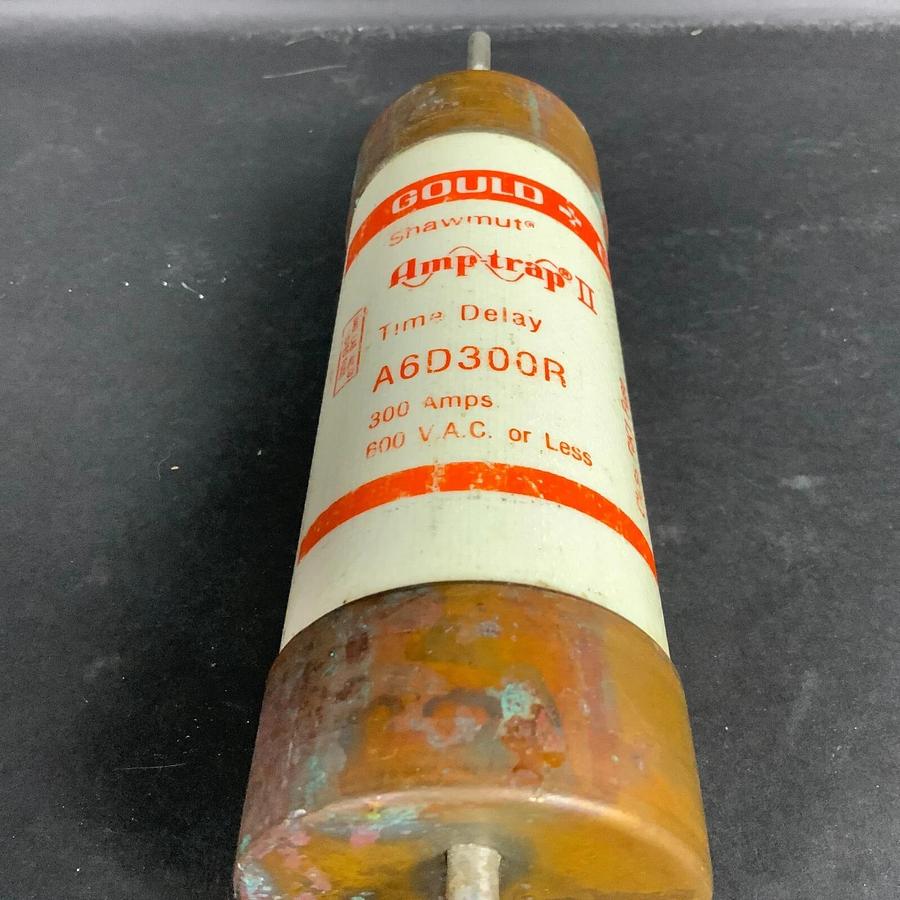 GOULD
Shawmut®
Amp-trap® II
Time Delay
A6D300R
300 Amps
600 V.A.C. or Less